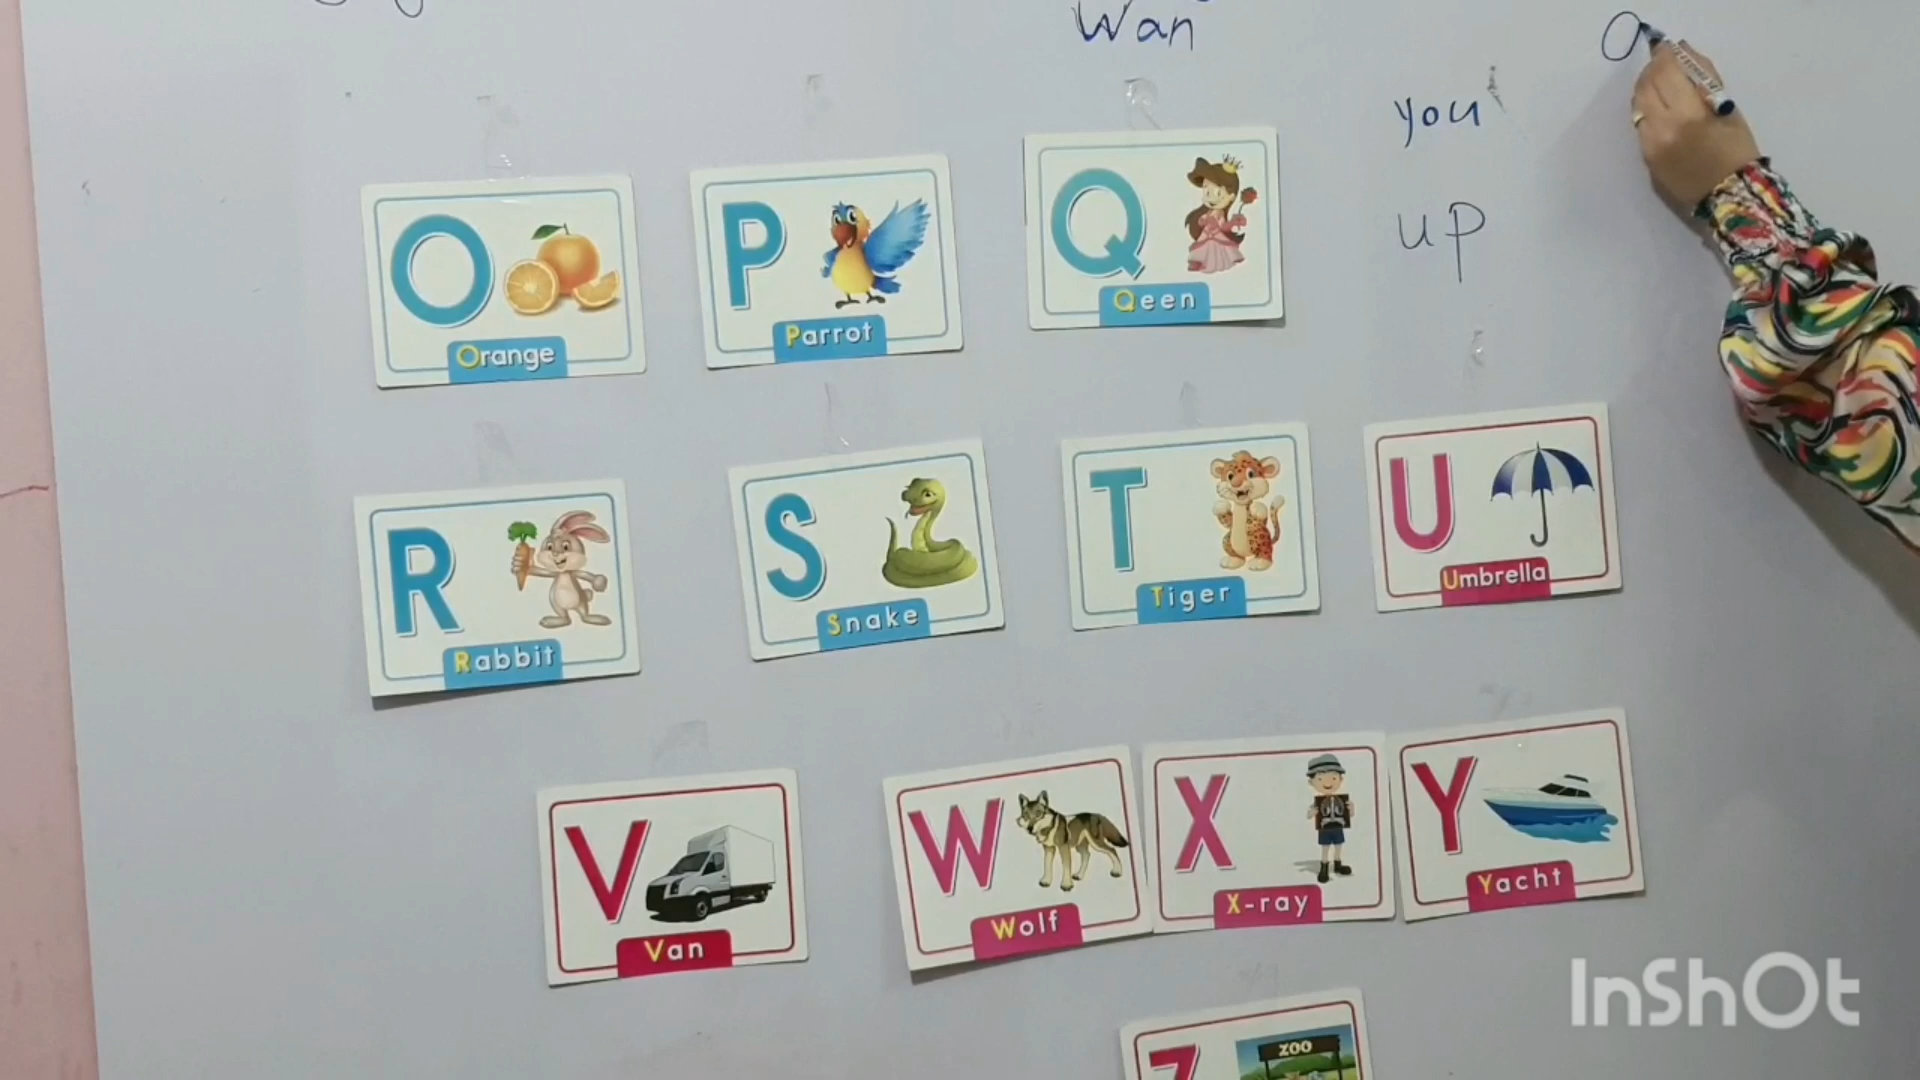 Wan
you
up
O
Orange
P
Parrot
Q
Qeen
R
Rabbit
S
Snake
T
Tiger
U
Umbrella
V
Van
W
Wolf
X
X-ray
Y
Yacht
Z
ZOO
InShOt